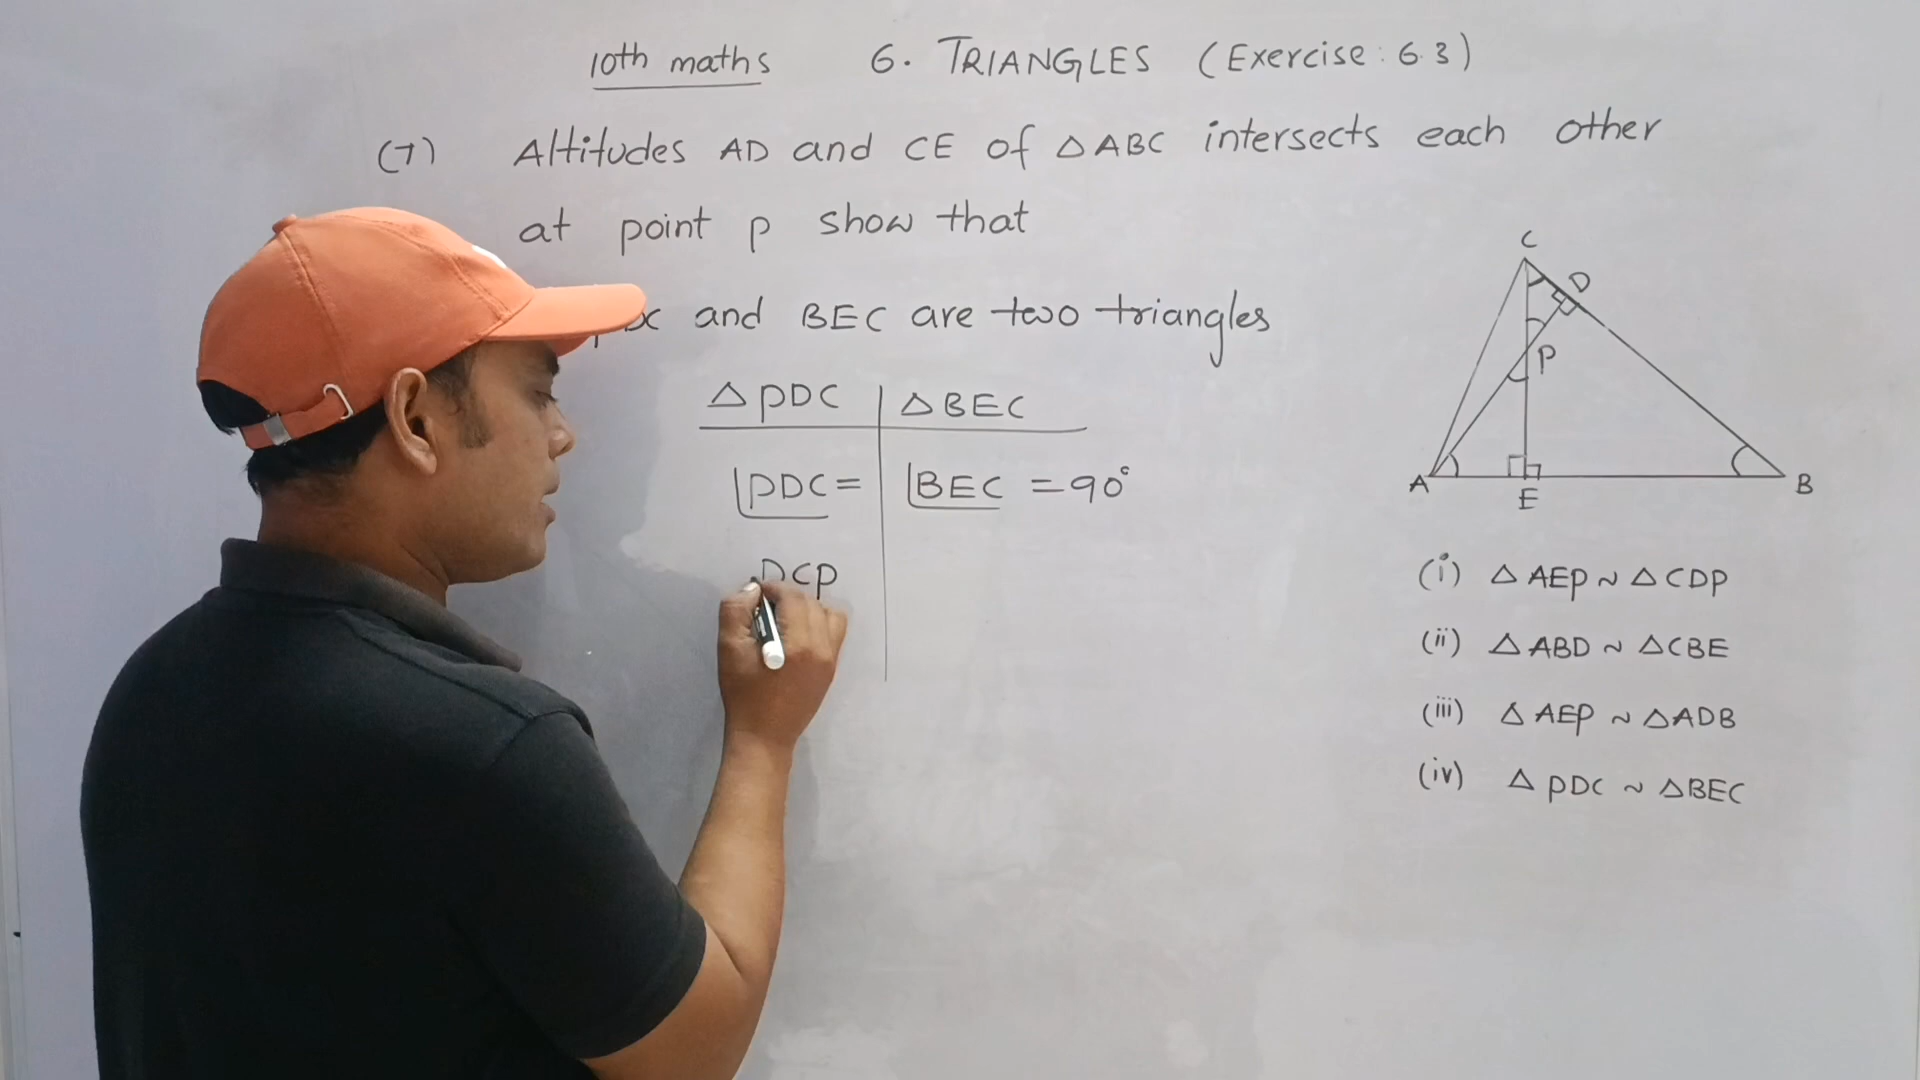 10th maths 6. TRIANGLES (Exercise: 6.3)
(7) Altitudes AD and CE of △ABC intersects each other
at point p show that
and BEC are two triangles
△PDC △BEC
∠PDC = ∠BEC = 90°
DCP
C
D
P
A
E
B
(i) △AEP ~ △CDP
(ii) △ABD ~ △CBE
(iii) △AEP ~ △ADB
(iv) △PDC ~ △BEC